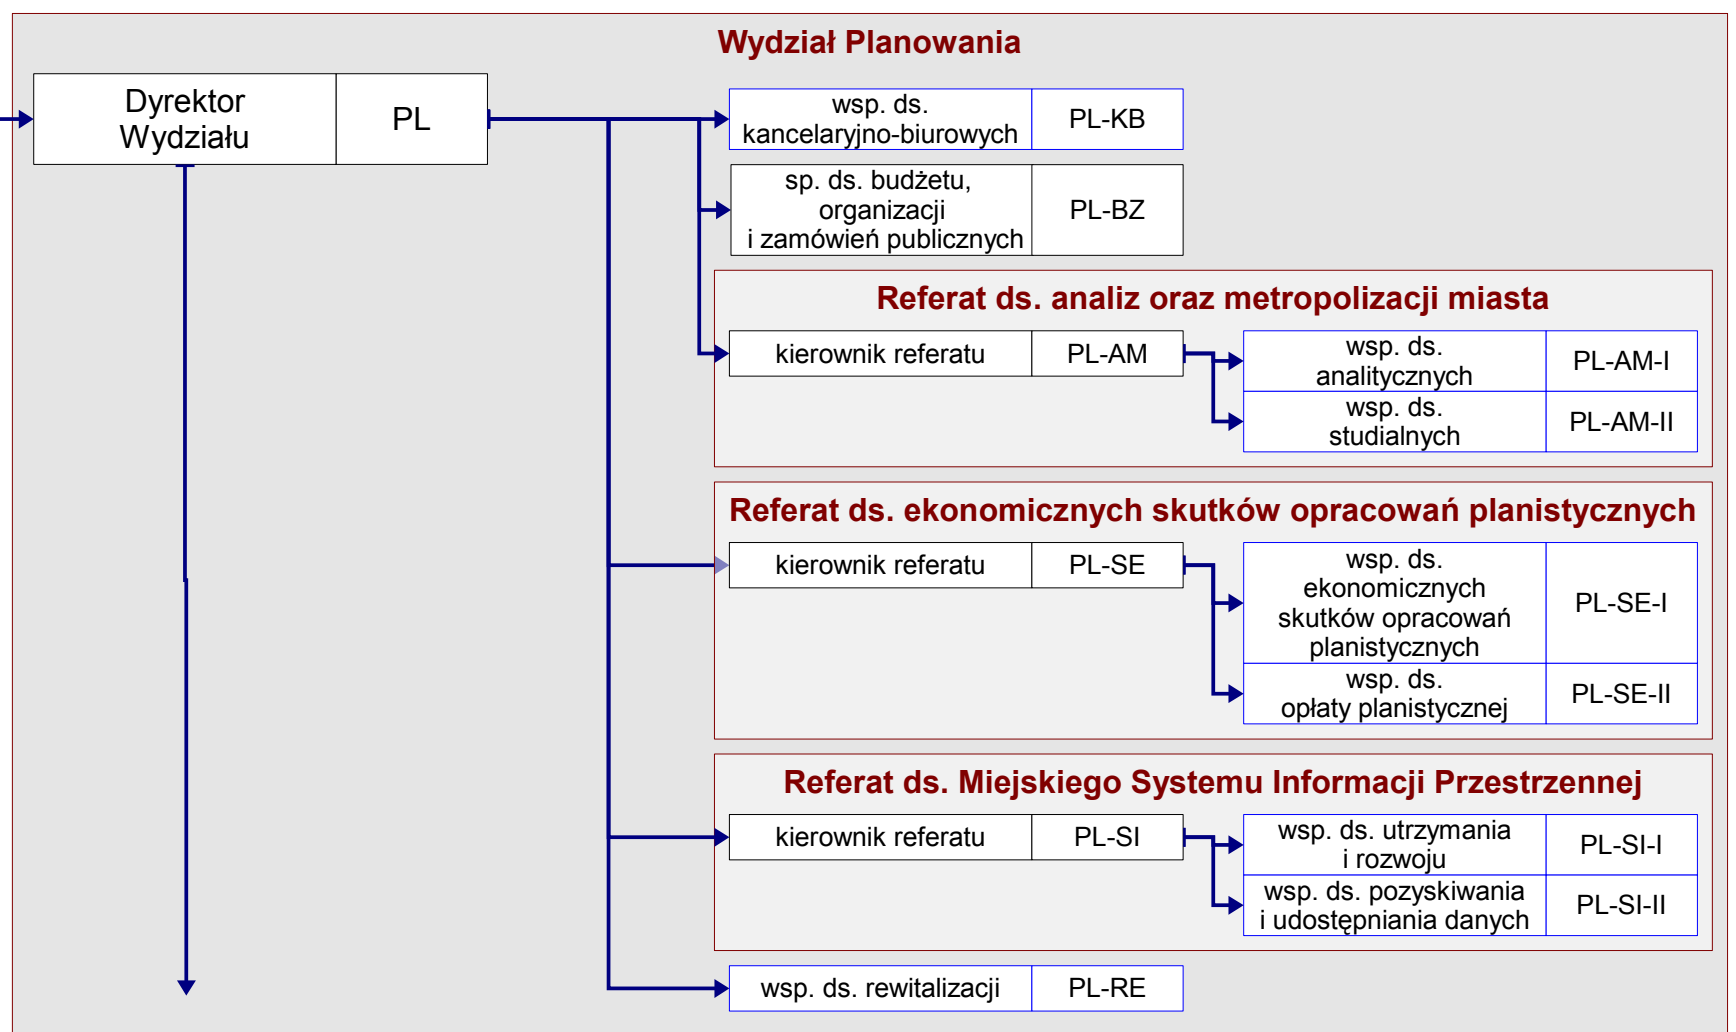 Wydział Planowania
Dyrektor
Wydziału
PL
wsp. ds.
kancelaryjno-biurowych
PL-KB
sp. ds. budżetu,
organizacji
i zamówień publicznych
PL-BZ
Referat ds. analiz oraz metropolizacji miasta
kierownik referatu
PL-AM
wsp. ds.
analitycznych
PL-AM-I
wsp. ds.
studialnych
PL-AM-II
Referat ds. ekonomicznych skutków opracowań planistycznych
kierownik referatu
PL-SE
wsp. ds.
ekonomicznych
skutków opracowań
planistycznych
PL-SE-I
wsp. ds.
opłaty planistycznej
PL-SE-II
Referat ds. Miejskiego Systemu Informacji Przestrzennej
kierownik referatu
PL-SI
wsp. ds. utrzymania
i rozwoju
PL-SI-I
wsp. ds. pozyskiwania
i udostępniania danych
PL-SI-II
wsp. ds. rewitalizacji
PL-RE